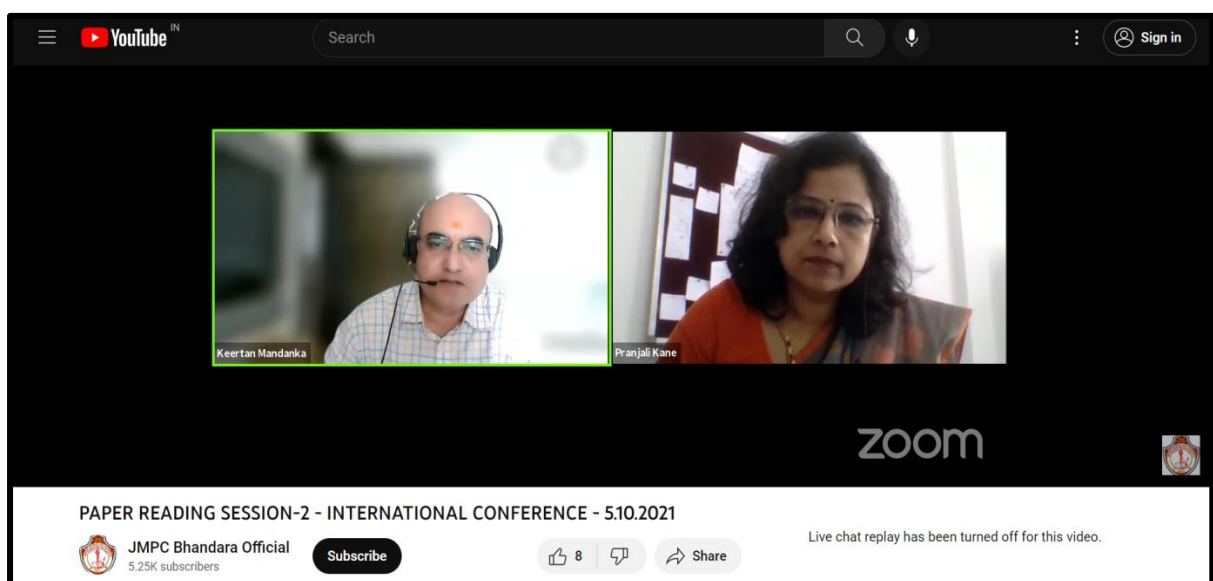 YouTube IN
Search
Sign in
Keertan Mandanka
Pranjali Kane
zoom
PAPER READING SESSION-2 - INTERNATIONAL CONFERENCE - 5.10.2021
JMPC Bhandara Official
5.25K subscribers
Subscribe
8
Share
Live chat replay has been turned off for this video.